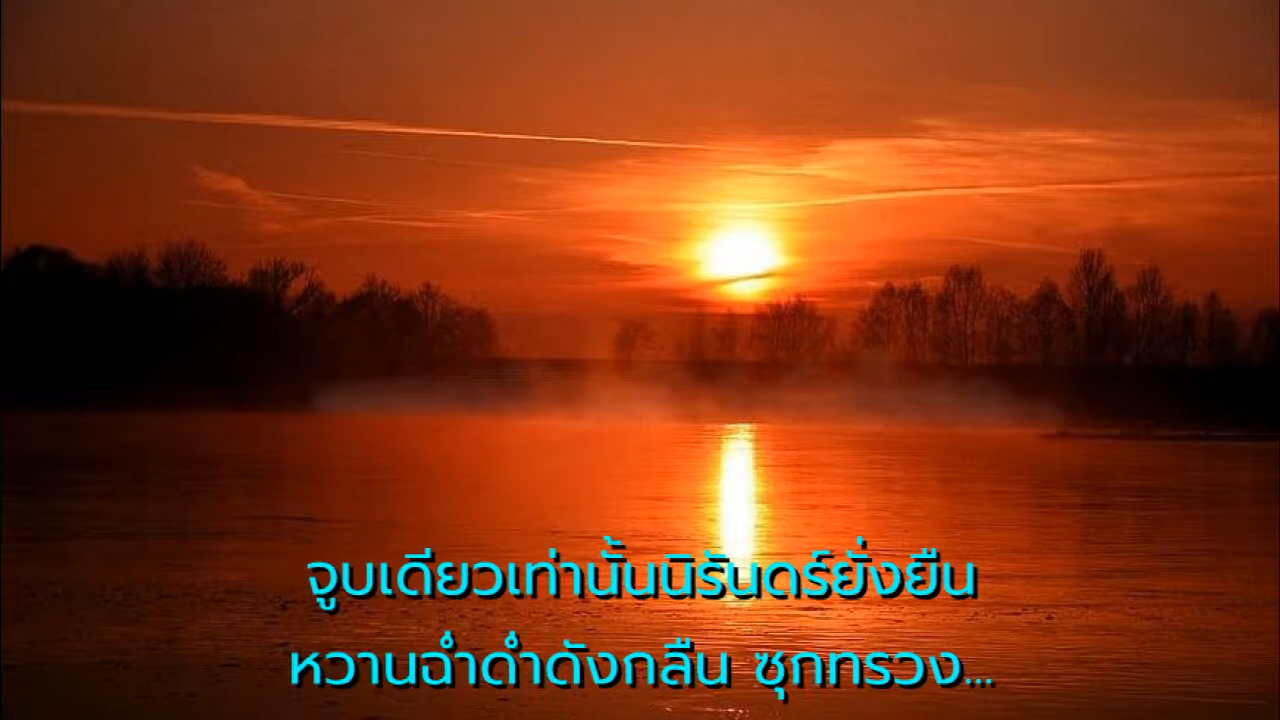 จูบเดียวเท่านั้นนิรันดร์ยั่งยืน
หวานฉ่ำด่ำดังกลืน ซุกทรวง...